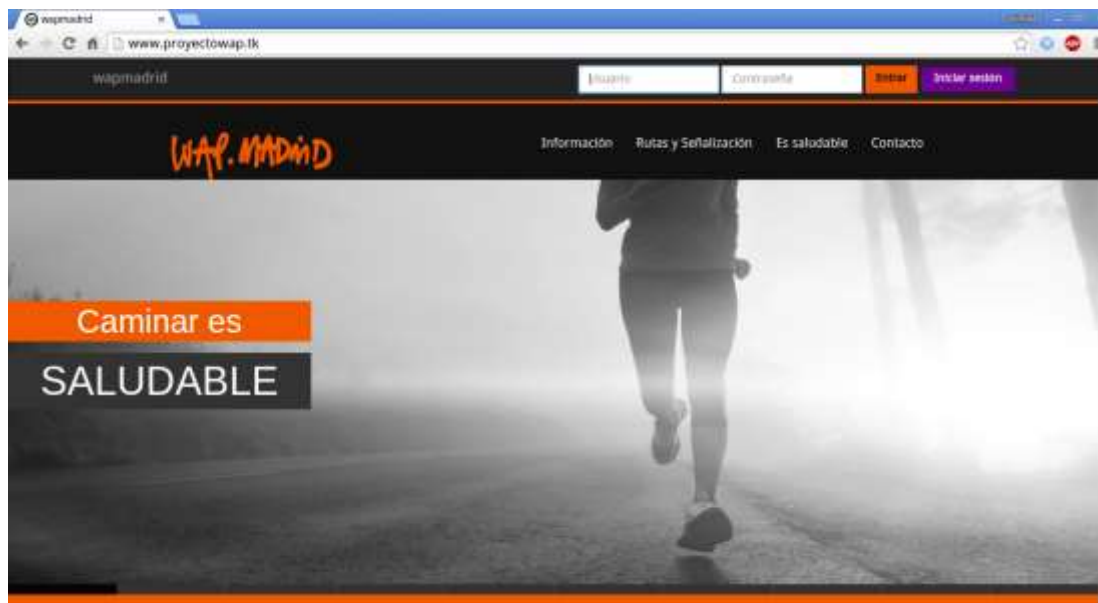 wapmadrid
www.proyectowap.tk
wapmadrid
Usuario Contraseña Entrar Iniciar sesión
WAP.MADRID
Información Rutas y Señalización Es saludable Contacto
Caminar es
SALUDABLE